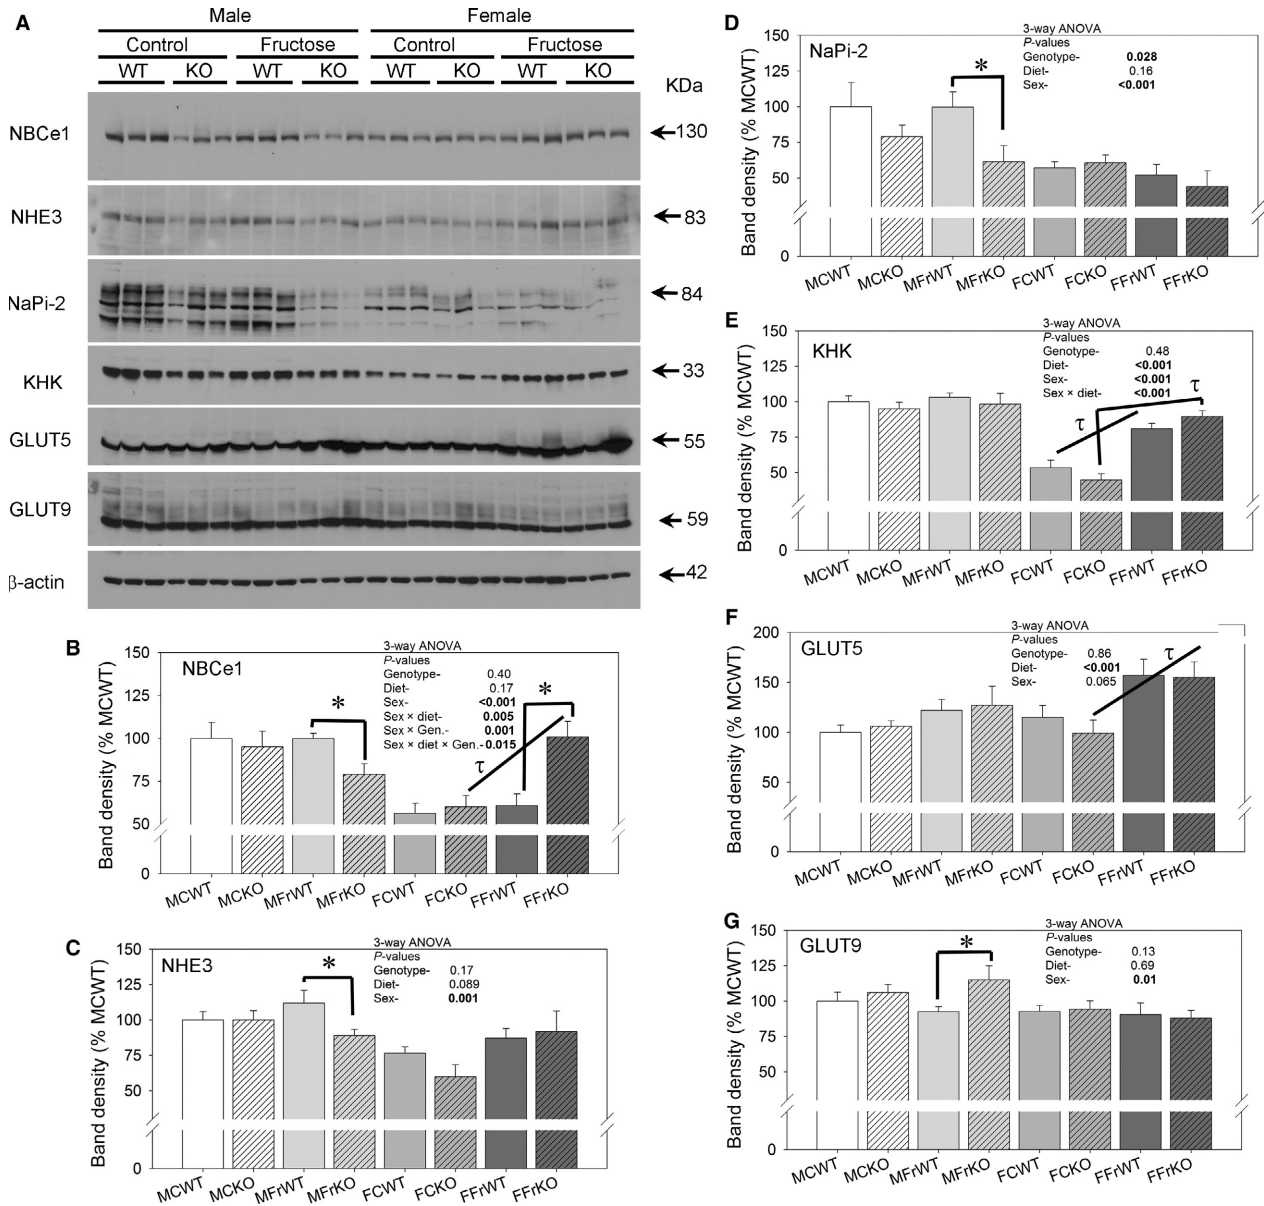 A
Male Female
Control Fructose Control Fructose
WT KO WT KO WT KO WT KO
KDa
NBCe1 130
NHE3 83
NaPi-2 84
KHK 33
GLUT5 55
GLUT9 59
β-actin 42
B
NBCe1
3-way ANOVA
P-values
Genotype- 0.40
Diet- 0.17
Sex- <0.001
Sex × diet- 0.005
Sex × Gen.- 0.001
Sex × diet × Gen.- 0.015
* * τ
Band density (% MCWT)
150
125
100
75
50
0
MCWT MCKO MFrWT MFrKO FCWT FCKO FFrWT FFrKO
C
NHE3
3-way ANOVA
P-values
Genotype- 0.17
Diet- 0.089
Sex- 0.001
*
Band density (% MCWT)
150
125
100
75
50
0
MCWT MCKO MFrWT MFrKO FCWT FCKO FFrWT FFrKO
D
NaPi-2
3-way ANOVA
P-values
Genotype- 0.028
Diet- 0.16
Sex- <0.001
*
Band density (% MCWT)
150
125
100
75
50
0
MCWT MCKO MFrWT MFrKO FCWT FCKO FFrWT FFrKO
E
KHK
3-way ANOVA
P-values
Genotype- 0.48
Diet- <0.001
Sex- <0.001
Sex × diet- <0.001
τ τ
Band density (% MCWT)
150
125
100
75
50
0
MCWT MCKO MFrWT MFrKO FCWT FCKO FFrWT FFrKO
F
GLUT5
3-way ANOVA
P-values
Genotype- 0.86
Diet- <0.001
Sex- 0.065
τ
Band density (% MCWT)
200
150
100
50
0
MCWT MCKO MFrWT MFrKO FCWT FCKO FFrWT FFrKO
G
GLUT9
3-way ANOVA
P-values
Genotype- 0.13
Diet- 0.69
Sex- 0.01
*
Band density (% MCWT)
150
125
100
75
50
0
MCWT MCKO MFrWT MFrKO FCWT FCKO FFrWT FFrKO